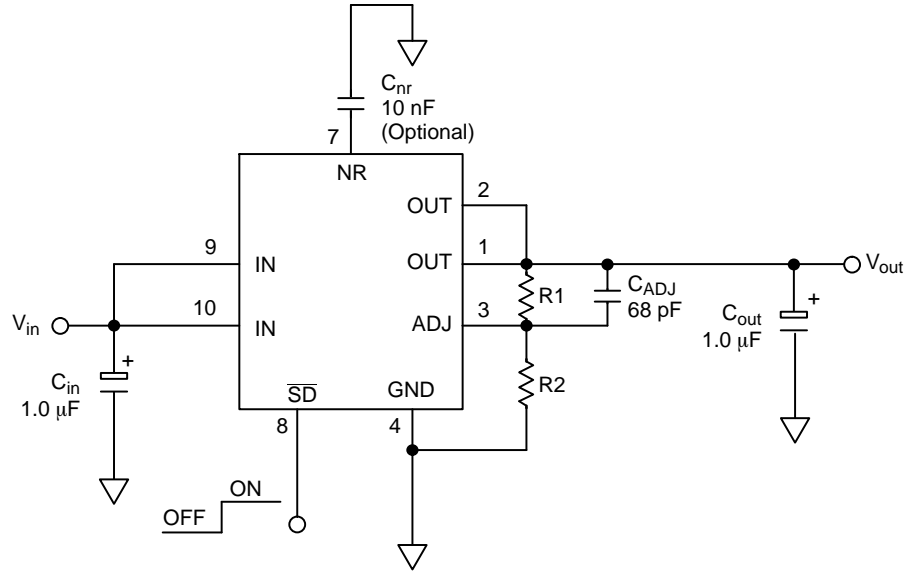 Cnr
10 nF
(Optional)
7
NR
2
OUT
9
IN
1
OUT
Vout
R1
CADJ
68 pF
Vin
10
IN
3
ADJ
Cout
1.0 μF
+
+
Cin
1.0 μF
SD
GND
R2
8
4
ON
OFF